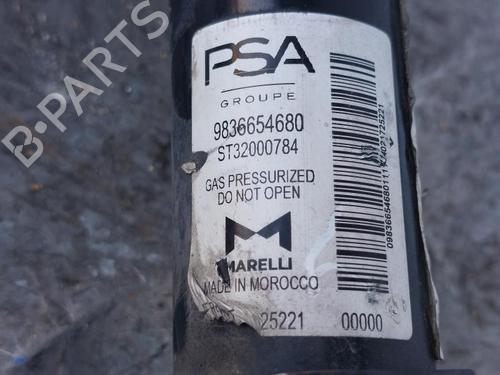 PSA
GROUPE
9836654680
ST32000784
GAS PRESSURIZED
DO NOT OPEN
MARELLI
MADE IN MOROCCO
25221 00000
B-PARTS